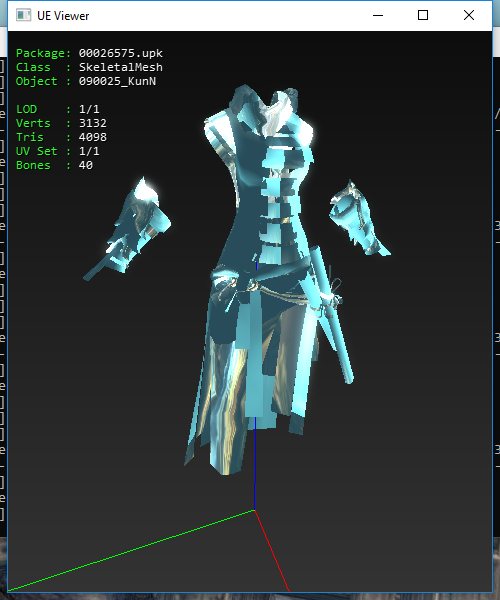 UE Viewer
Package: 00026575.upk
Class  : SkeletalMesh
Object : 090025_KunN
LOD    : 1/1
Verts  : 3132
Tris   : 4098
UV Set : 1/1
Bones  : 40